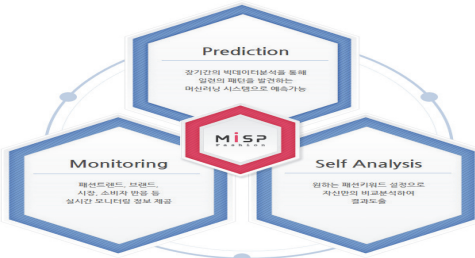 Prediction
장기간의 빅데이터분석을 통해
일련의 패턴을 발견하는
머신러닝 시스템으로 예측가능
MiSP
Fashion
Monitoring
패션트렌드, 브랜드,
시장, 소비자 반응 등
실시간 모니터링 정보 제공
Self Analysis
원하는 패션키워드 설정으로
자신만의 비교분석하여
결과도출